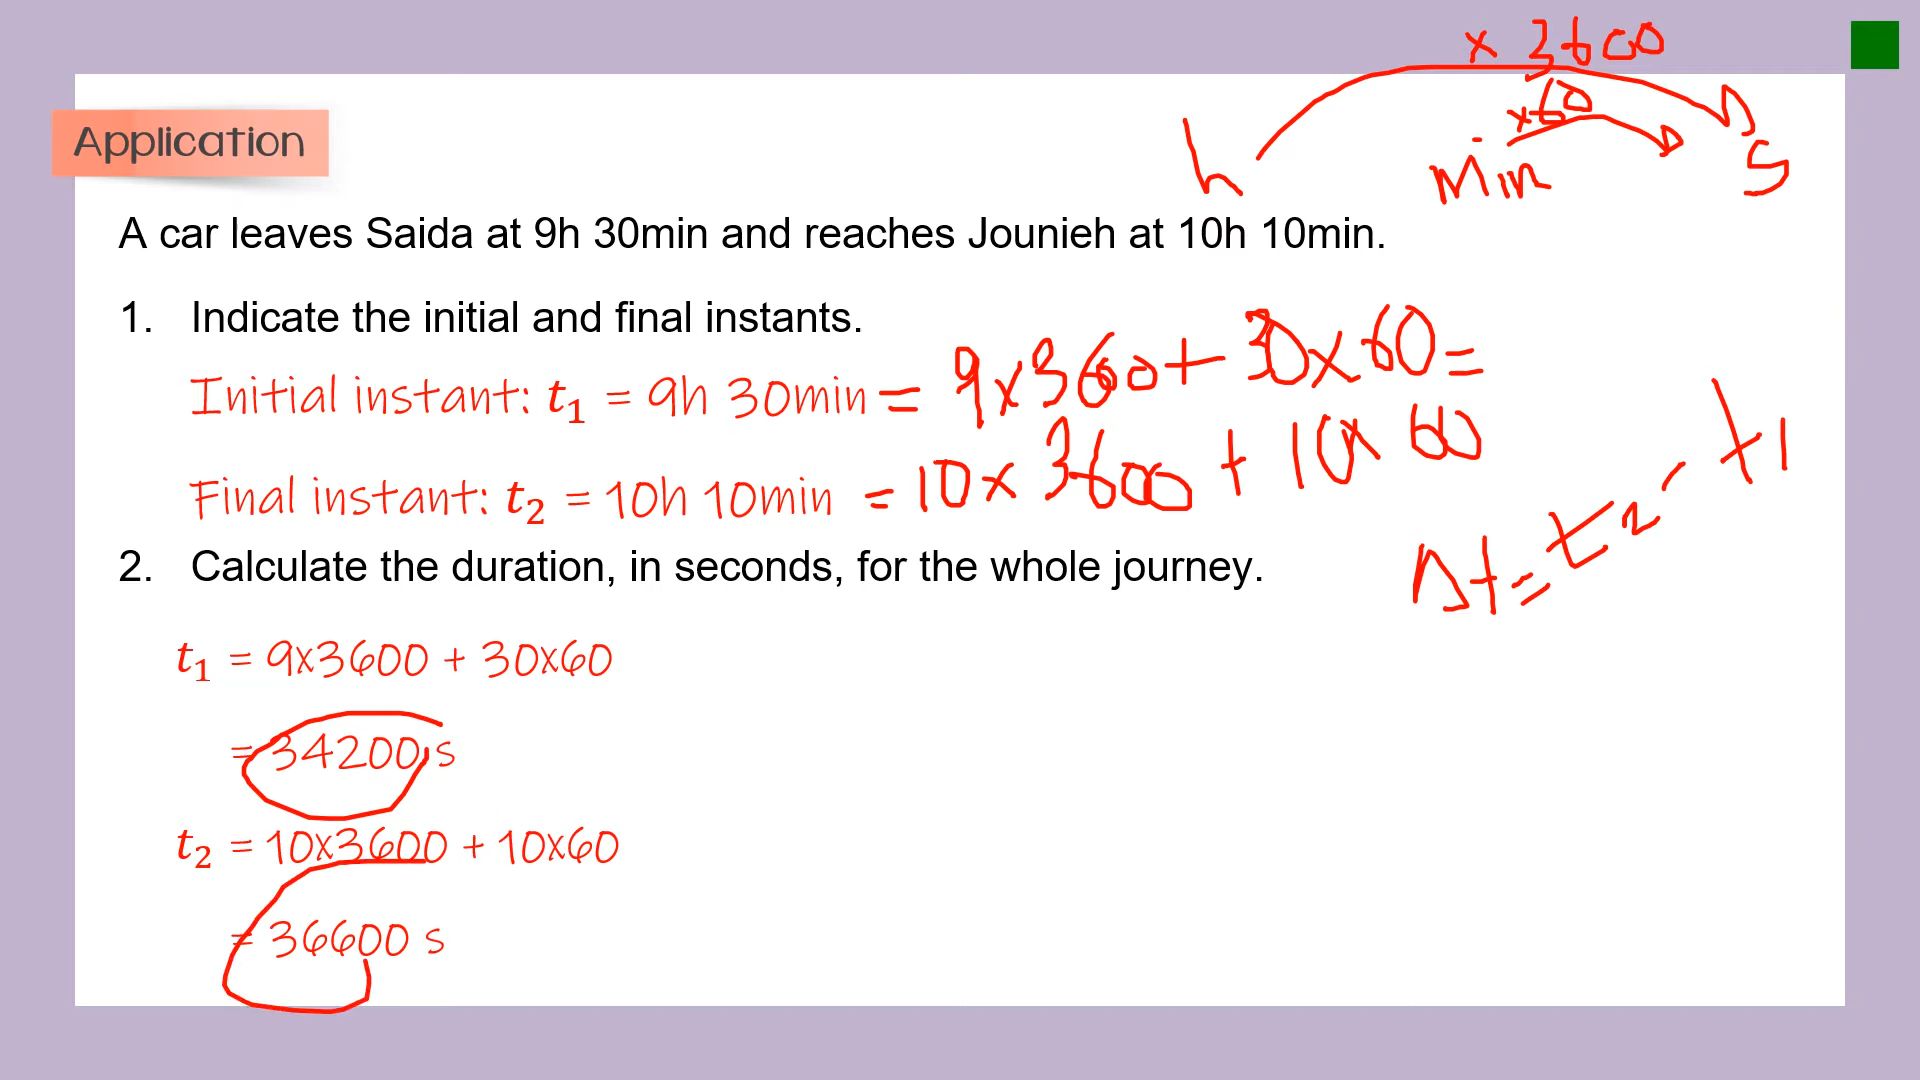 × 3600
×60
h min s
Application
A car leaves Saida at 9h 30min and reaches Jounieh at 10h 10min.
1. Indicate the initial and final instants.
Initial instant: t₁ = 9h 30min = 9×3600 + 30×60 =
Final instant: t₂ = 10h 10min = 10× 3600 + 10× 60
Δt = t₂ - t₁
2. Calculate the duration, in seconds, for the whole journey.
t₁ = 9x3600 + 30x60
= 34200 s
t₂ = 10x3600 + 10x60
= 36600 s